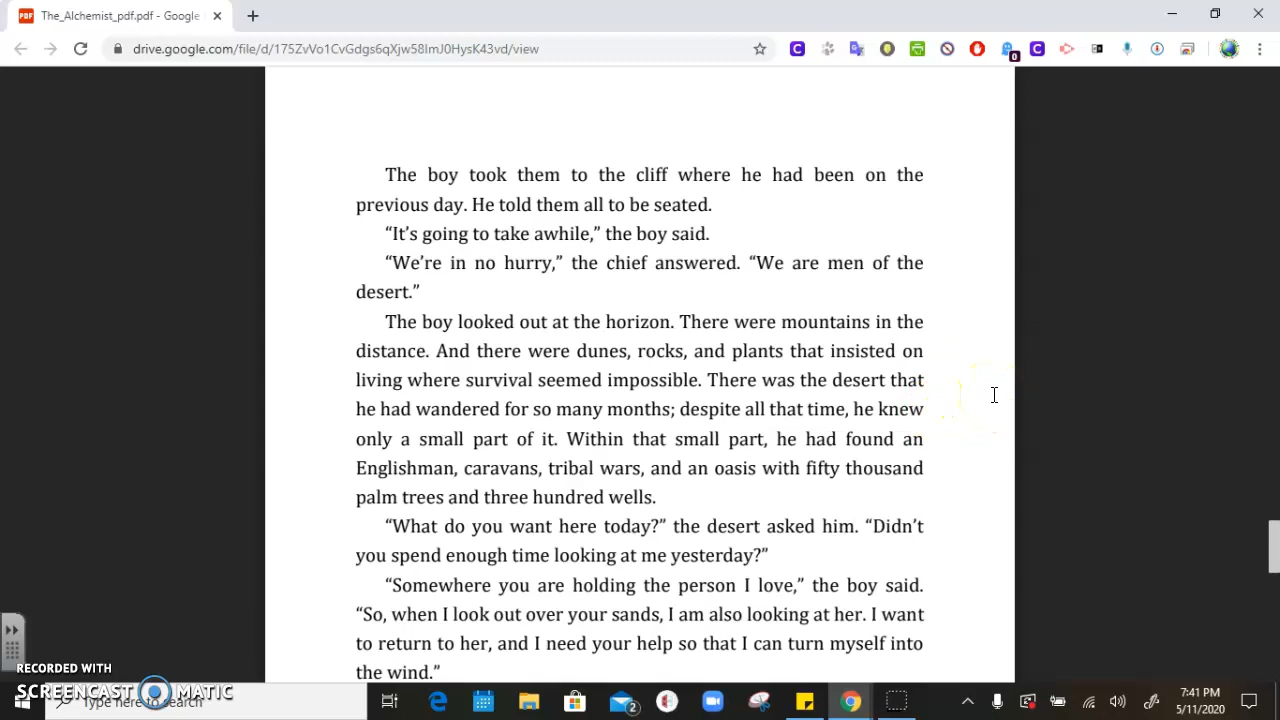 The_Alchemist_pdf.pdf - Google
drive.google.com/file/d/175ZvVo1CvGdgs6qXjw58lmJ0HysK43vd/view
0
The boy took them to the cliff where he had been on the
previous day. He told them all to be seated.
“It’s going to take awhile,” the boy said.
“We’re in no hurry,” the chief answered. “We are men of the
desert.”
The boy looked out at the horizon. There were mountains in the
distance. And there were dunes, rocks, and plants that insisted on
living where survival seemed impossible. There was the desert that
he had wandered for so many months; despite all that time, he knew
only a small part of it. Within that small part, he had found an
Englishman, caravans, tribal wars, and an oasis with fifty thousand
palm trees and three hundred wells.
“What do you want here today?” the desert asked him. “Didn’t
you spend enough time looking at me yesterday?”
“Somewhere you are holding the person I love,” the boy said.
“So, when I look out over your sands, I am also looking at her. I want
to return to her, and I need your help so that I can turn myself into
the wind.”
RECORDED WITH
SCREENCAST MATIC
Type here to search
2
7:41 PM
5/11/2020